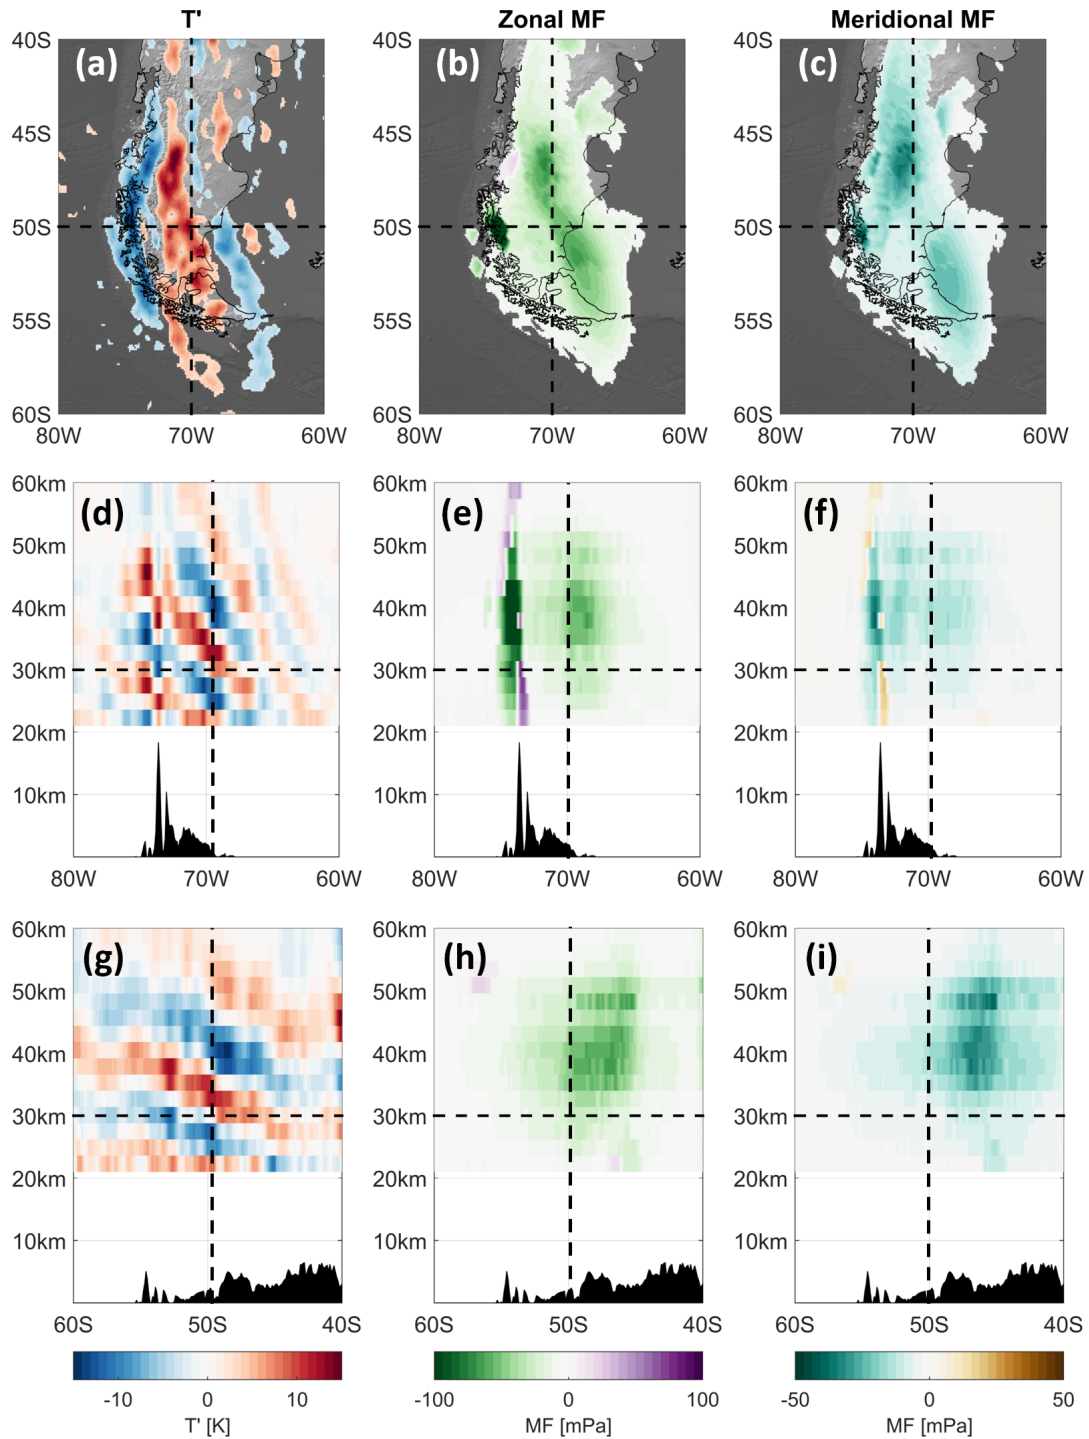 T' Zonal MF Meridional MF
40S (a) 40S (b) 40S (c)
45S 45S 45S
50S 50S 50S
55S 55S 55S
60S 60S 60S
80W 70W 60W 80W 70W 60W 80W 70W 60W
60km (d) 60km (e) 60km (f)
50km 50km 50km
40km 40km 40km
30km 30km 30km
20km 20km 20km
10km 10km 10km
80W 70W 60W 80W 70W 60W 80W 70W 60W
60km (g) 60km (h) 60km (i)
50km 50km 50km
40km 40km 40km
30km 30km 30km
20km 20km 20km
10km 10km 10km
60S 50S 40S 60S 50S 40S 60S 50S 40S
-10 0 10 -100 0 100 -50 0 50
T' [K] MF [mPa] MF [mPa]